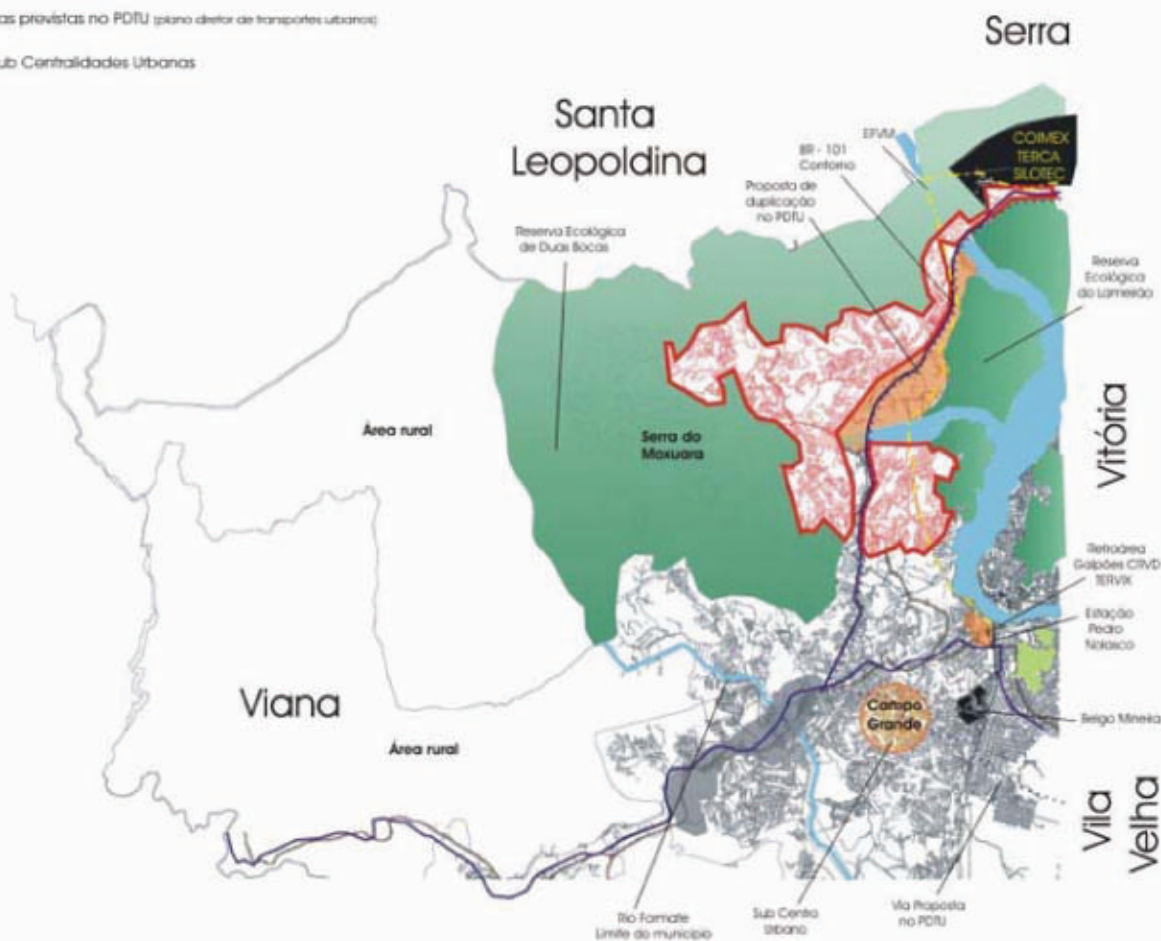 as previstas no PDTU (plano diretor de transportes urbanos)
ub Centralidades Urbanas
Serra
Santa
Leopoldina
EFVM
BR - 101
Contorno
COIMEX
TERCA
SILOTEC
Proposta de
duplicação
no PDTU
Reserva Ecológica
de Duas Bocas
Reserva
Ecológica
do Lameirão
Área rural
Serra do
Moxuara
Vitória
Retroárea
Galpões CRVD
TERVIX
Estação
Pedro
Nolasco
Viana
Campo
Grande
Belgo Mineira
Área rural
Vila
Velha
Rio Formate
Limite do município
Sub Centro
Urbano
Via Proposta
no PDTU